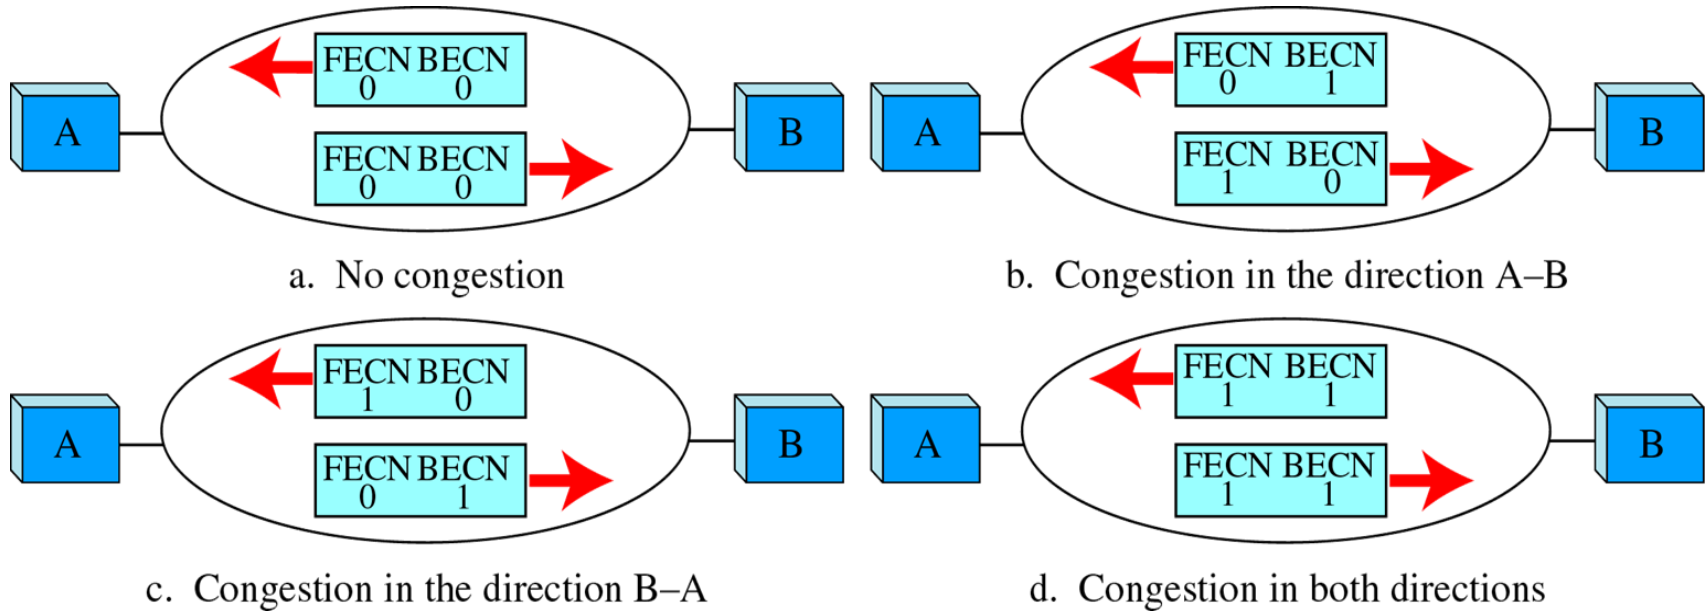 FECN BECN
0 0
A
B
FECN BECN
0 0
a. No congestion
FECN BECN
0 1
A
B
FECN BECN
1 0
b. Congestion in the direction A–B
FECN BECN
1 0
A
B
FECN BECN
0 1
c. Congestion in the direction B–A
FECN BECN
1 1
A
B
FECN BECN
1 1
d. Congestion in both directions